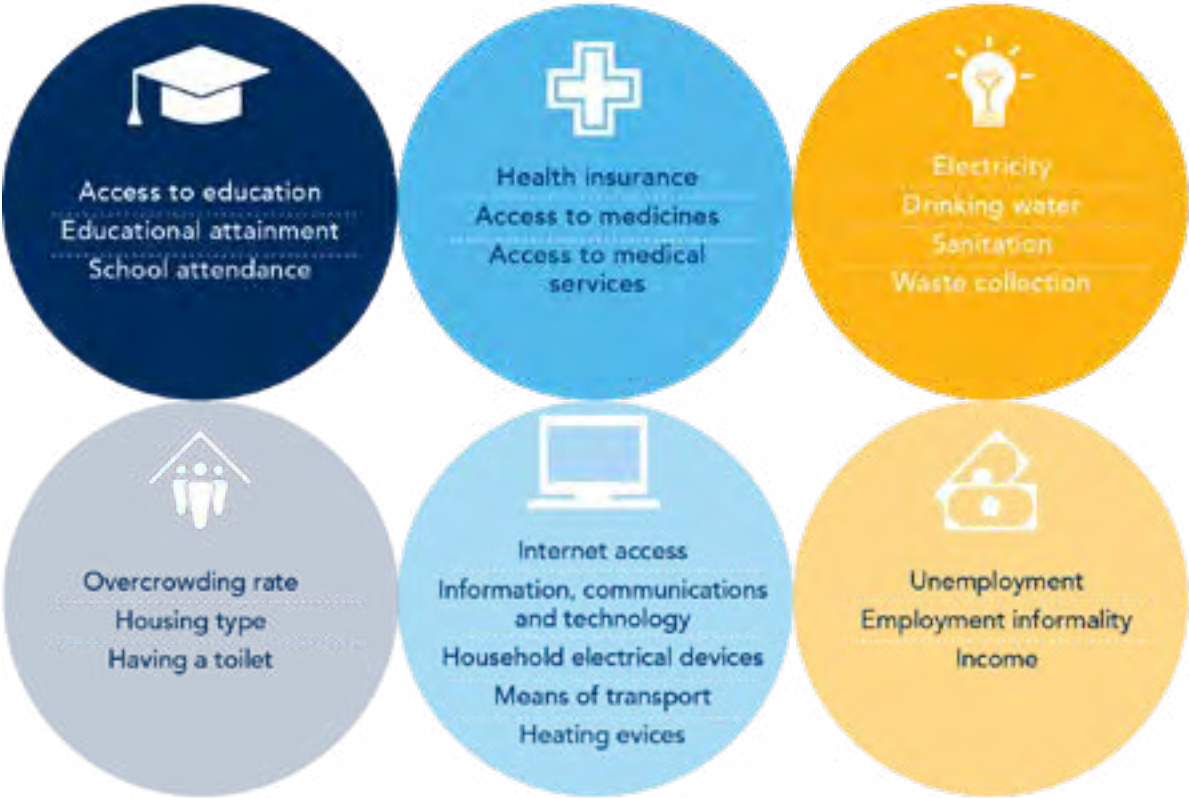 Access to education
Educational attainment
School attendance
Health insurance
Access to medicines
Access to medical
services
Electricity
Drinking water
Sanitation
Waste collection
Overcrowding rate
Housing type
Having a toilet
Internet access
Information, communications
and technology
Household electrical devices
Means of transport
Heating evices
Unemployment
Employment informality
Income